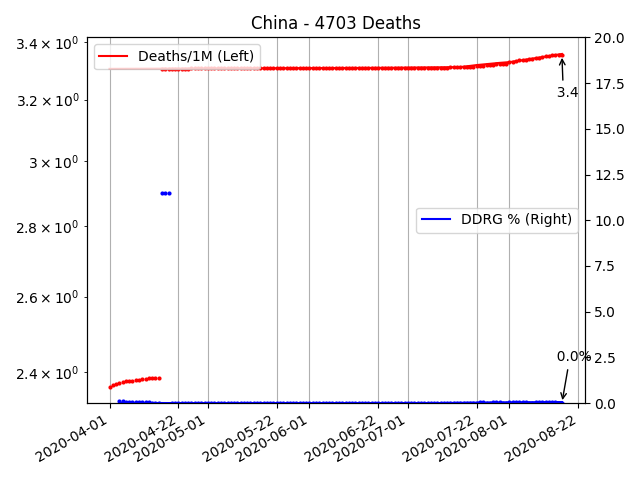 China - 4703 Deaths
Deaths/1M (Left)
DDRG % (Right)
3.4 × 10⁰
3.2 × 10⁰
3 × 10⁰
2.8 × 10⁰
2.6 × 10⁰
2.4 × 10⁰
20.0
17.5
15.0
12.5
10.0
7.5
5.0
2.5
0.0
3.4
0.0%
2020-04-01
2020-04-22
2020-05-01
2020-05-22
2020-06-01
2020-06-22
2020-07-01
2020-07-22
2020-08-01
2020-08-22